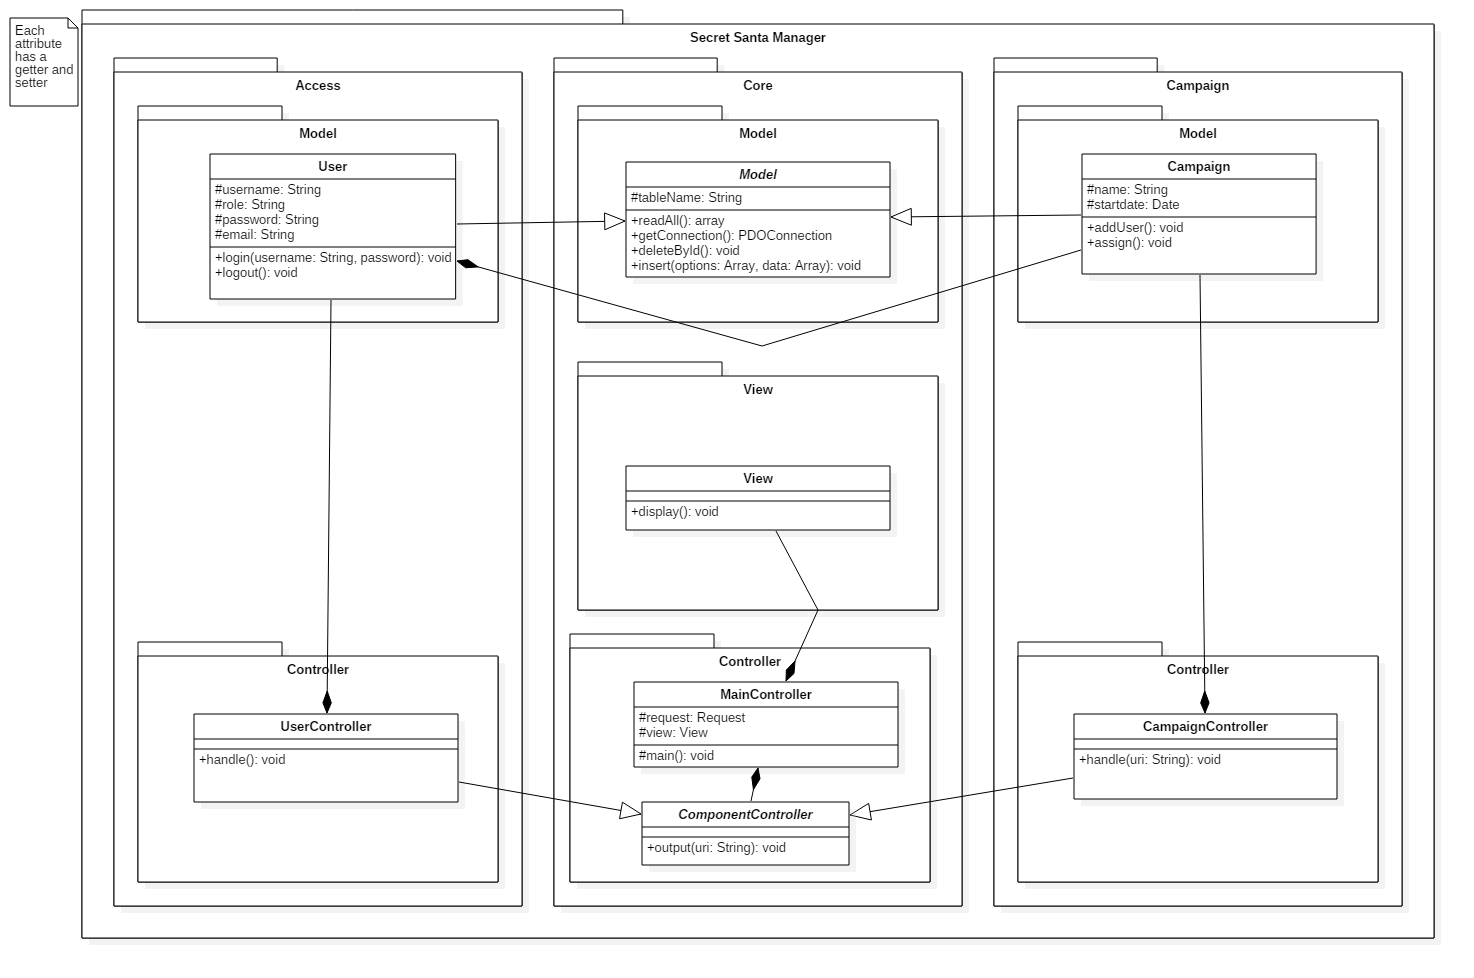 Each
attribute
has a
getter and
setter
Secret Santa Manager
Access
Model
User
#username: String
#role: String
#password: String
#email: String
+login(username: String, password): void
+logout(): void
Controller
UserController
+handle(): void
Core
Model
Model
#tableName: String
+readAll(): array
+getConnection(): PDOConnection
+deleteById(): void
+insert(options: Array, data: Array): void
View
View
+display(): void
Controller
MainController
#request: Request
#view: View
#main(): void
ComponentController
+output(uri: String): void
Campaign
Model
Campaign
#name: String
#startdate: Date
+addUser(): void
+assign(): void
Controller
CampaignController
+handle(uri: String): void